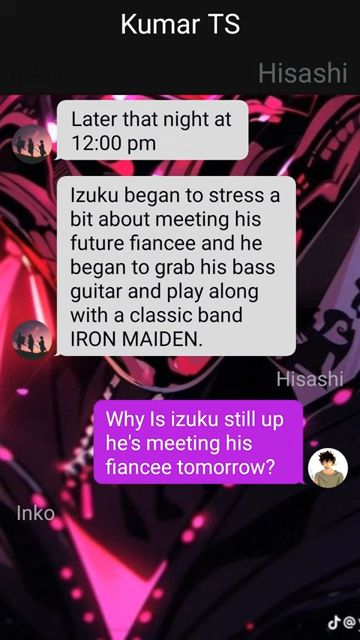 Kumar TS
Inko
Hisashi
Later that night at
12:00 pm
Izuku began to stress a
bit about meeting his
future fiancee and he
began to grab his bass
guitar and play along
with a classic band
IRON MAIDEN.
Hisashi
Why Is izuku still up
he's meeting his
fiancee tomorrow?
Inko
@